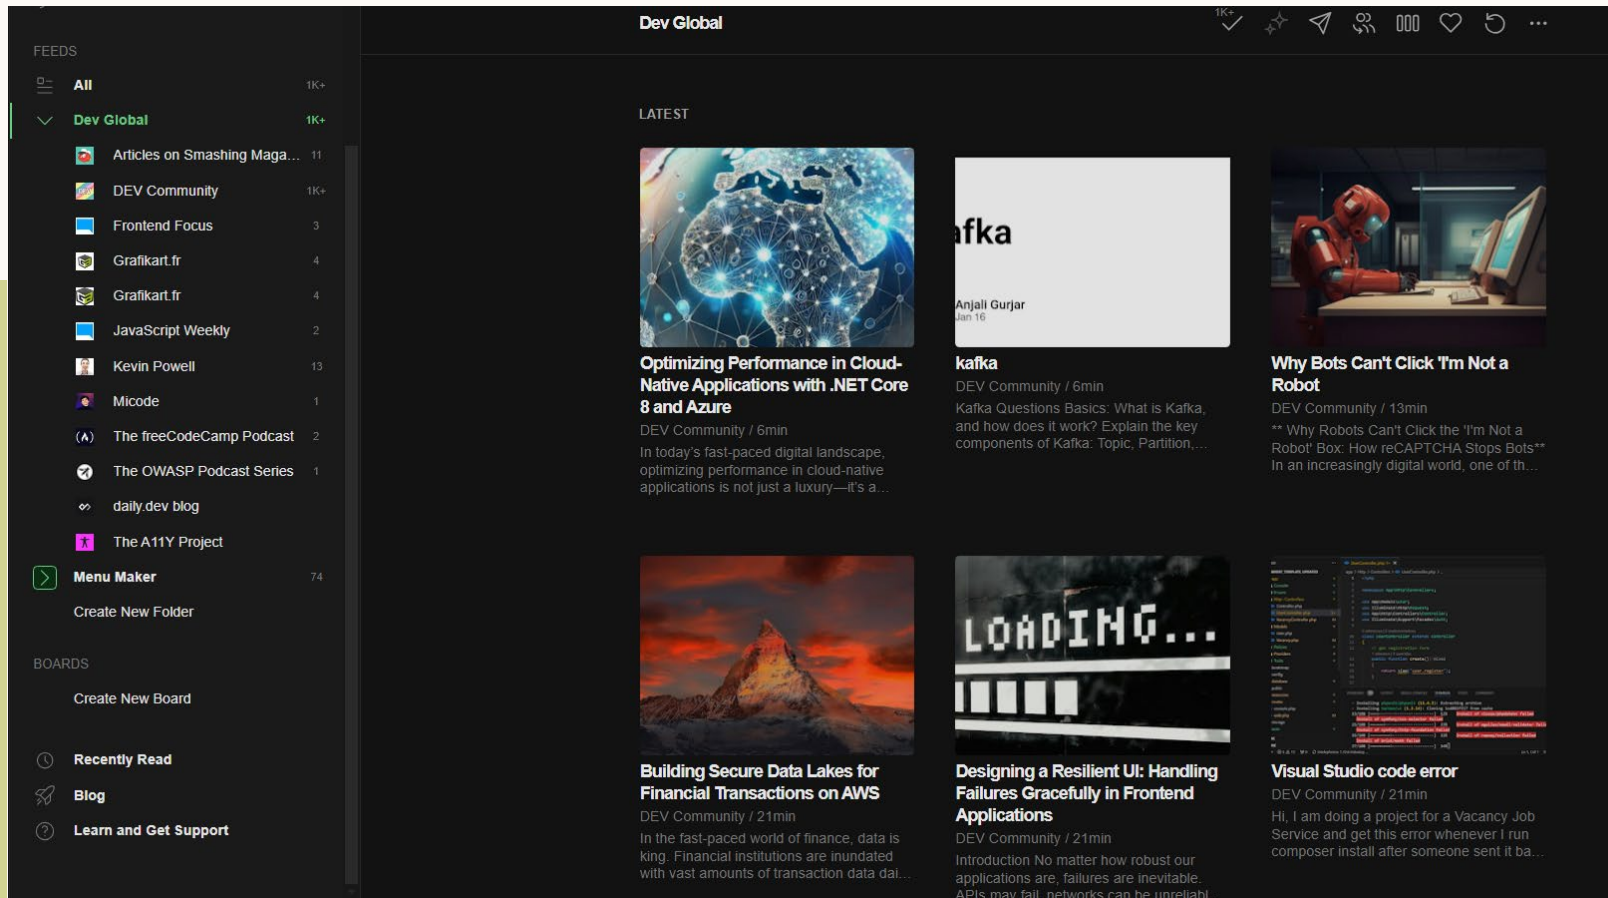 FEEDS
All 1K+
Dev Global 1K+
Articles on Smashing Maga... 11
DEV Community 1K+
Frontend Focus 3
Grafikart.fr 4
Grafikart.fr 4
JavaScript Weekly 2
Kevin Powell 13
Micode 1
The freeCodeCamp Podcast 2
The OWASP Podcast Series 1
daily.dev blog
The A11Y Project
Menu Maker 74
Create New Folder
BOARDS
Create New Board
Recently Read
Blog
Learn and Get Support
Dev Global
1K+
LATEST
Optimizing Performance in Cloud-
Native Applications with .NET Core
8 and Azure
DEV Community / 6min
In today's fast-paced digital landscape,
optimizing performance in cloud-native
applications is not just a luxury—it's a...
afka
Anjali Gurjar
Jan 16
kafka
DEV Community / 6min
Kafka Questions Basics: What is Kafka,
and how does it work? Explain the key
components of Kafka: Topic, Partition,...
Why Bots Can't Click 'I'm Not a
Robot
DEV Community / 13min
** Why Robots Can't Click the 'I'm Not a
Robot' Box: How reCAPTCHA Stops Bots**
In an increasingly digital world, one of th...
Building Secure Data Lakes for
Financial Transactions on AWS
DEV Community / 21min
In the fast-paced world of finance, data is
king. Financial institutions are inundated
with vast amounts of transaction data dai...
LOADING...
Designing a Resilient UI: Handling
Failures Gracefully in Frontend
Applications
DEV Community / 21min
Introduction No matter how robust our
applications are, failures are inevitable.
APIs may fail, networks can be unreliabl
Visual Studio code error
DEV Community / 21min
Hi, I am doing a project for a Vacancy Job
Service and get this error whenever I run
composer install after someone sent it ba...